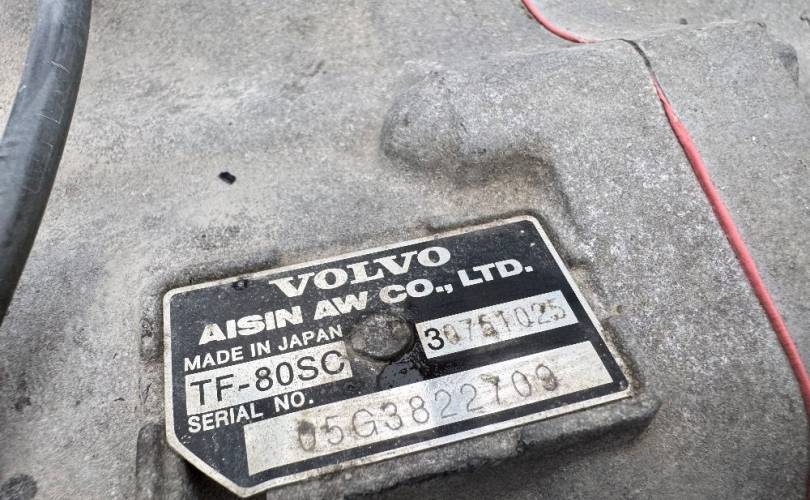 VOLVO
AISIN AW CO., LTD.
MADE IN JAPAN
30751025
TF-80SC
SERIAL NO.
05G3822709